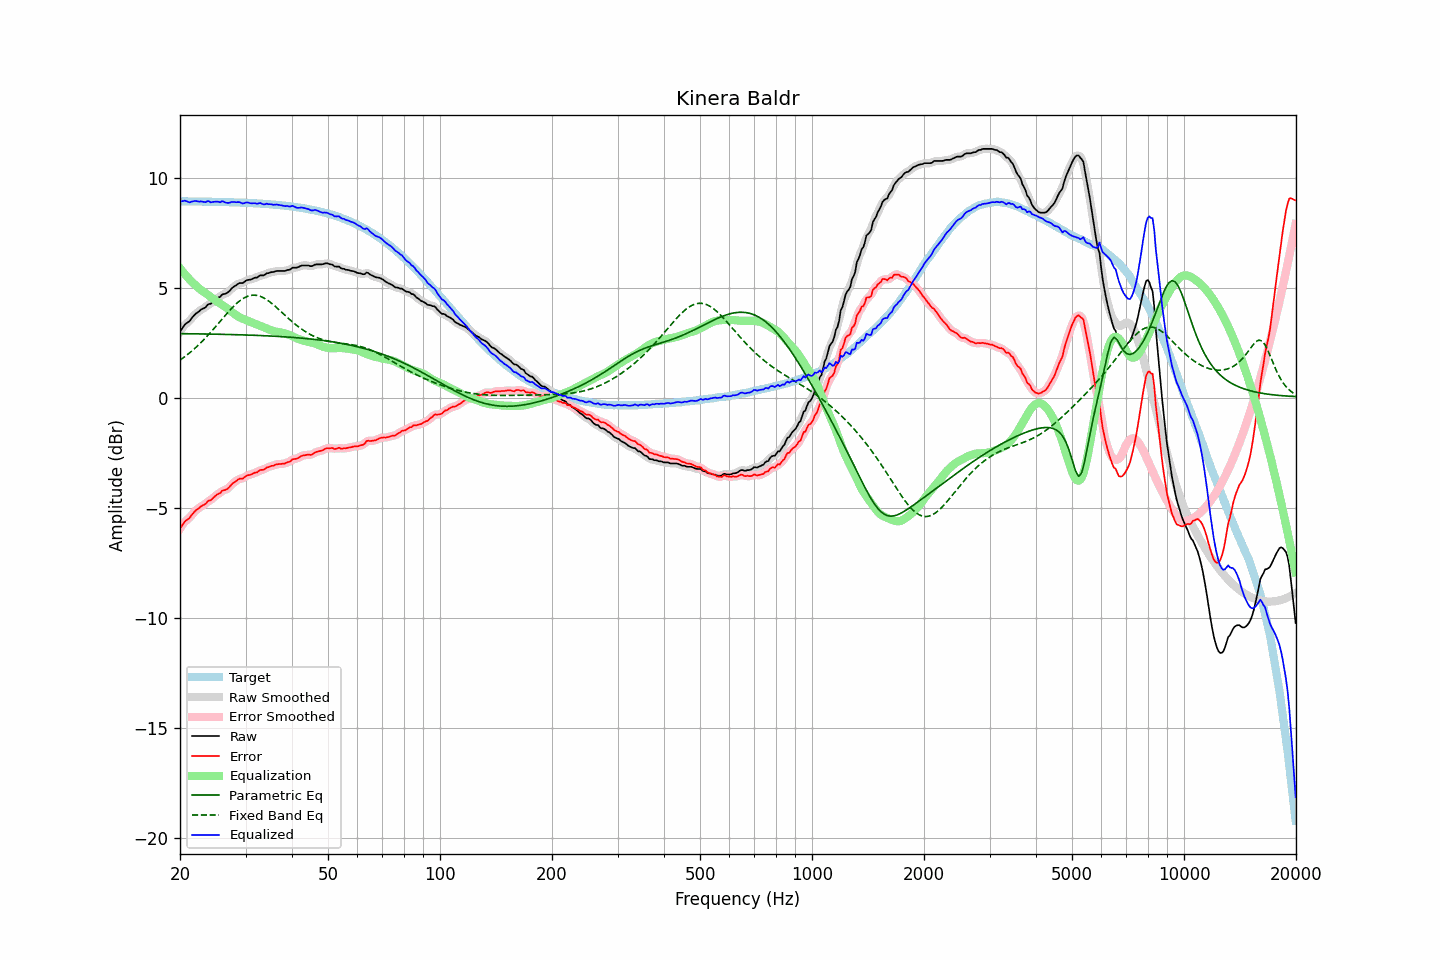 Kinera Baldr
Amplitude (dBr)
10
5
0
−5
−10
−15
−20
Target
Raw Smoothed
Error Smoothed
Raw
Error
Equalization
Parametric Eq
Fixed Band Eq
Equalized
20 50 100 200 500 1000 2000 5000 10000 20000
Frequency (Hz)